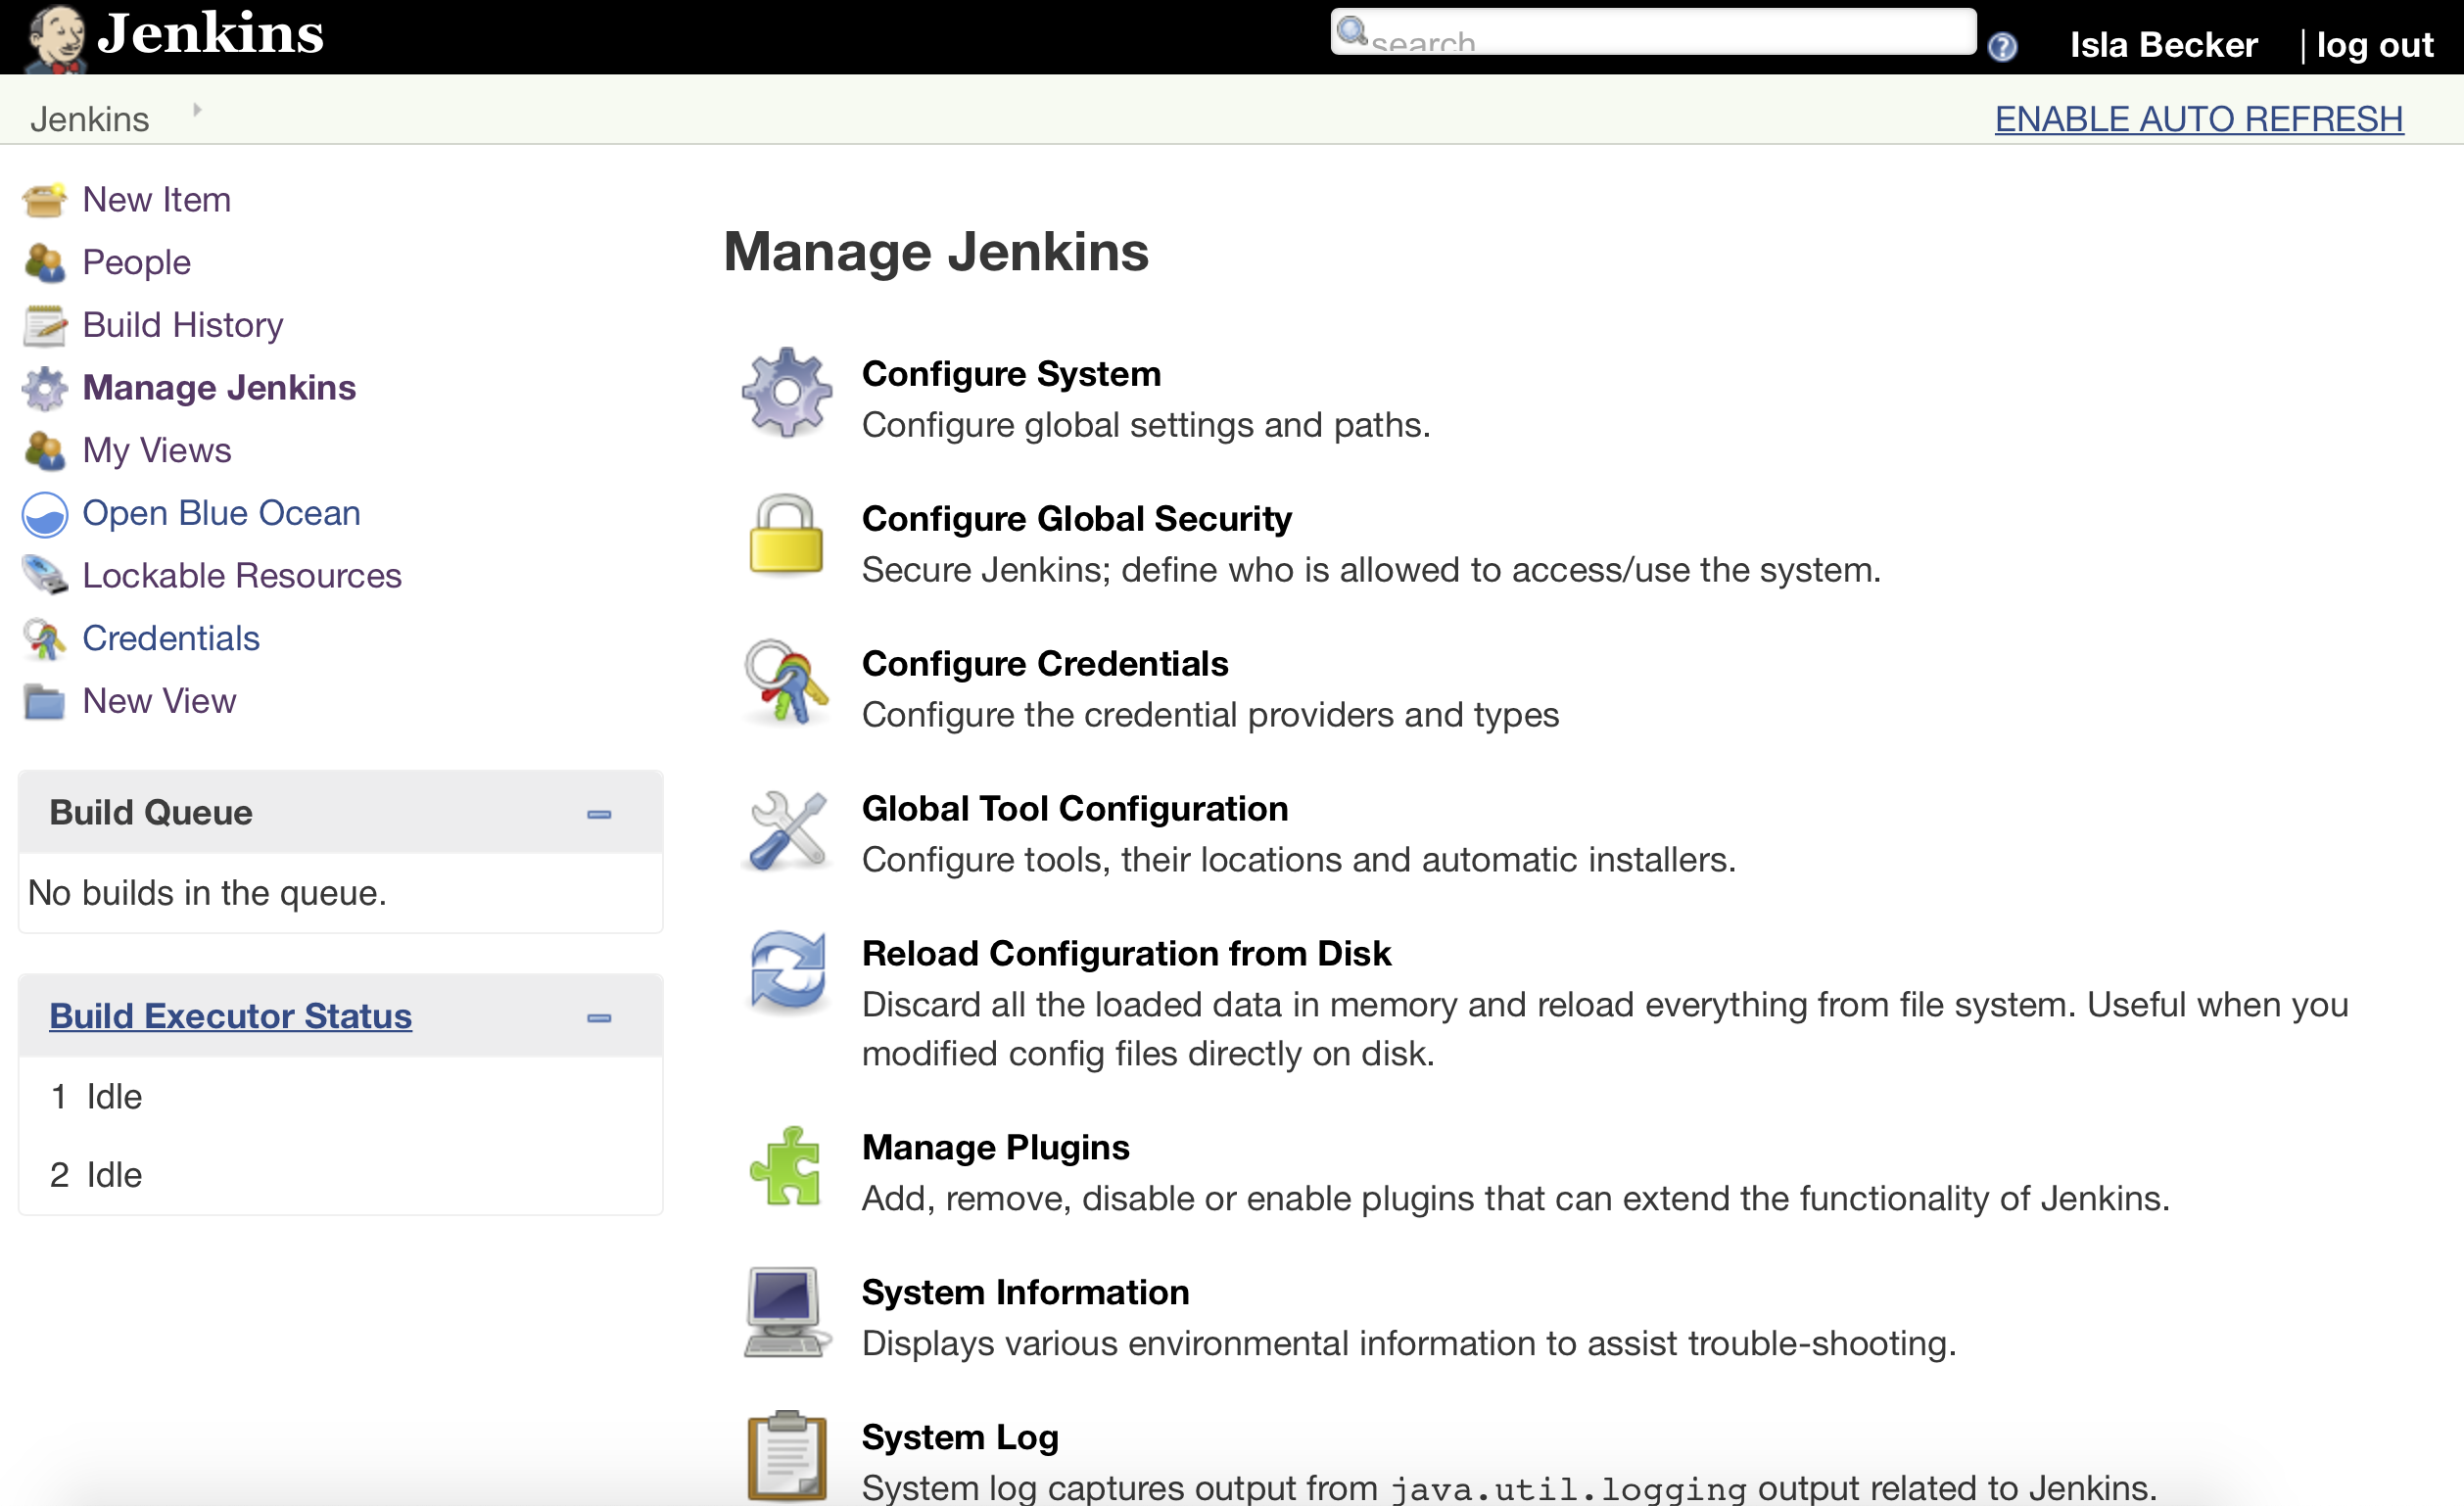 Jenkins
search
Isla Becker | log out
Jenkins
ENABLE AUTO REFRESH
New Item
People
Build History
Manage Jenkins
My Views
Open Blue Ocean
Lockable Resources
Credentials
New View
Build Queue
No builds in the queue.
Build Executor Status
1 Idle
2 Idle
Manage Jenkins
Configure System
Configure global settings and paths.
Configure Global Security
Secure Jenkins; define who is allowed to access/use the system.
Configure Credentials
Configure the credential providers and types
Global Tool Configuration
Configure tools, their locations and automatic installers.
Reload Configuration from Disk
Discard all the loaded data in memory and reload everything from file system. Useful when you
modified config files directly on disk.
Manage Plugins
Add, remove, disable or enable plugins that can extend the functionality of Jenkins.
System Information
Displays various environmental information to assist trouble-shooting.
System Log
System log captures output from java.util.logging output related to Jenkins.